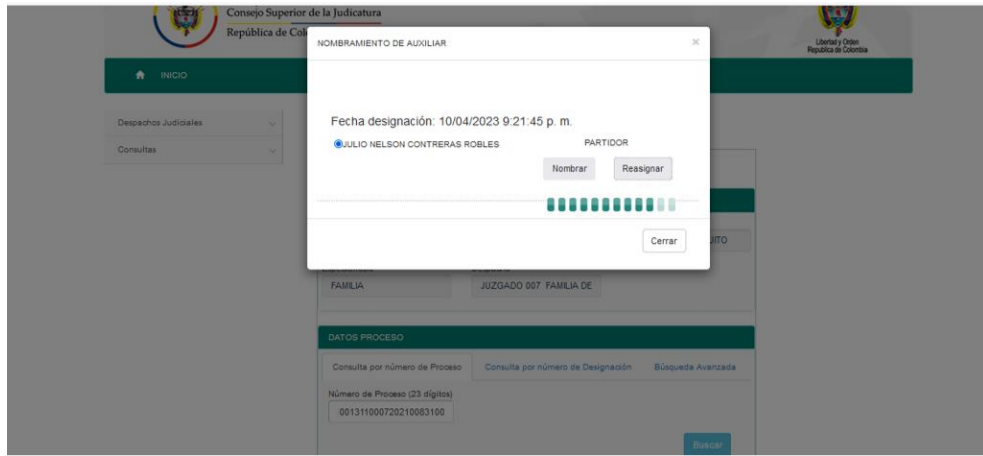 Consejo Superior de la Judicatura
República de Col
Libertad y Orden
República de Colombia
INICIO
Despachos Judiciales
Consultas
NOMBRAMIENTO DE AUXILIAR
×
Fecha designación: 10/04/2023 9:21:45 p. m.
JULIO NELSON CONTRERAS ROBLES PARTIDOR
Nombrar Reasignar
Cerrar
FAMILIA JUZGADO 007 FAMILIA DE
DATOS PROCESO
Consulta por número de Proceso Consulta por número de Designación Búsqueda Avanzada
Número de Proceso (23 dígitos)
001311000720210083100
Buscar